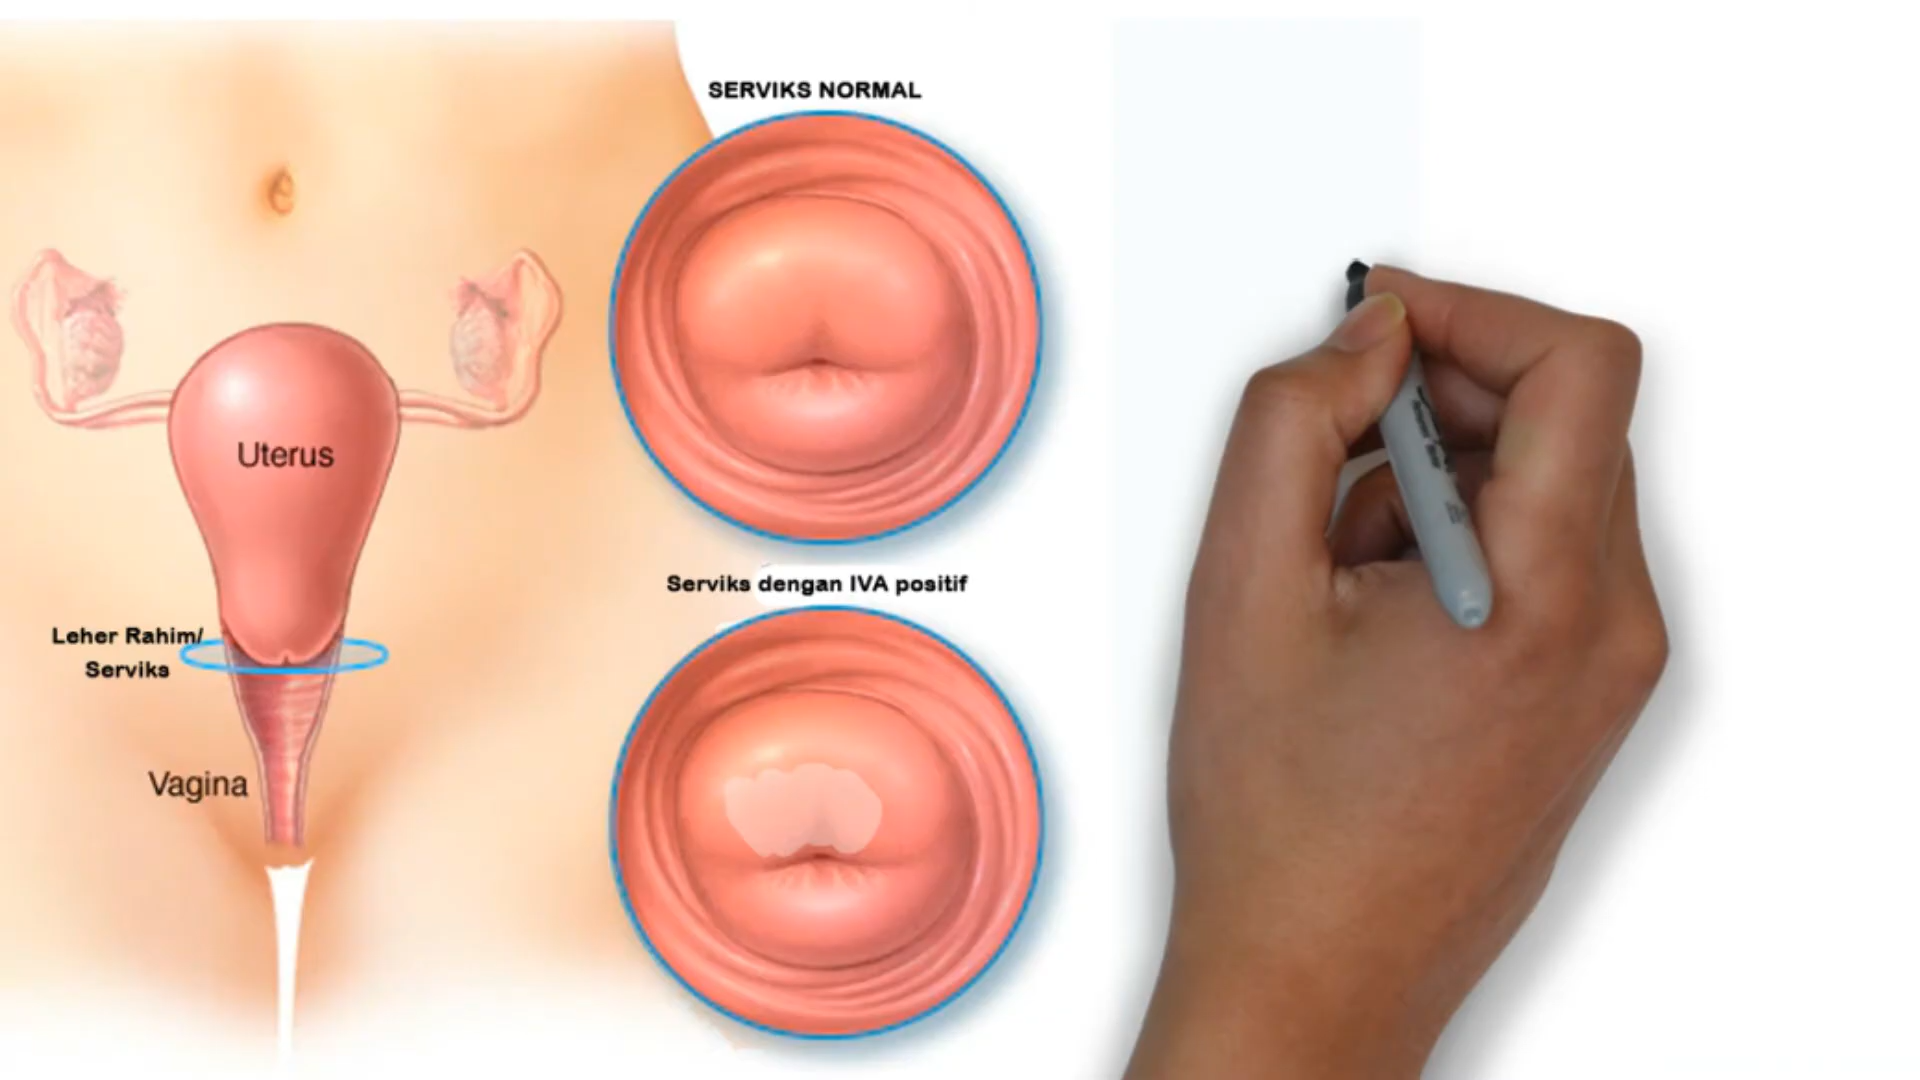 SERVIKS NORMAL
Uterus
Serviks dengan IVA positif
Leher Rahim/
Serviks
Vagina